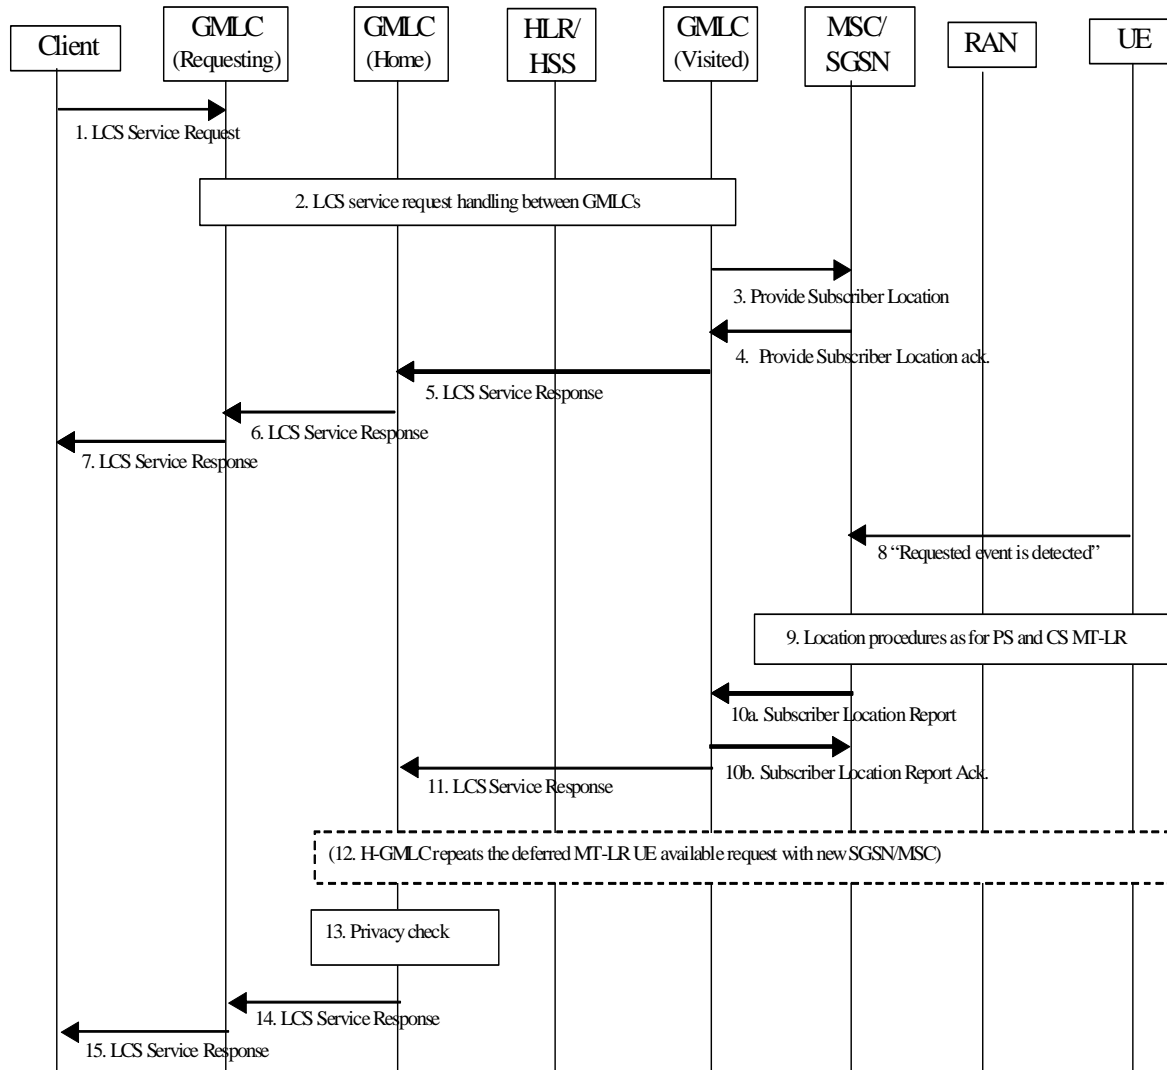 Client
GMLC
(Requesting)
GMLC
(Home)
HLR/
HSS
GMLC
(Visited)
MSC/
SGSN
RAN
UE
1. LCS Service Request
2. LCS service request handling between GMLCs
3. Provide Subscriber Location
4. Provide Subscriber Location ack.
5. LCS Service Response
6. LCS Service Response
7. LCS Service Response
8 “Requested event is detected”
9. Location procedures as for PS and CS MT-LR
10a. Subscriber Location Report
10b. Subscriber Location Report Ack.
11. LCS Service Response
(12. H-GMLC repeats the deferred MT-LR UE available request with new SGSN/MSC)
13. Privacy check
14. LCS Service Response
15. LCS Service Response